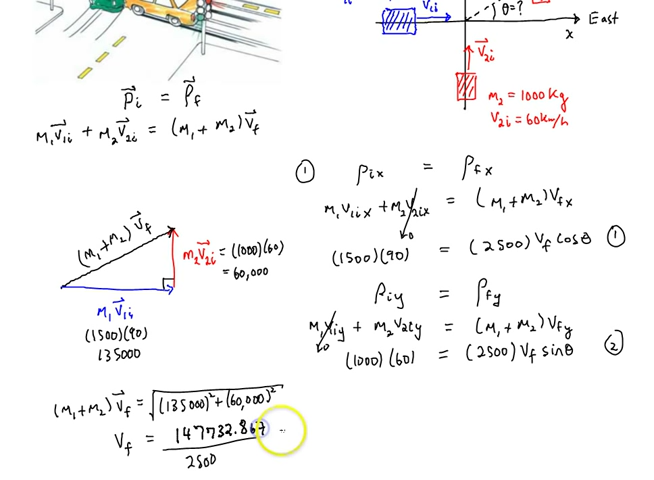 V⃗₁ᵢ
θ=?
East
x
V⃗₂ᵢ
m₂ = 1000 kg
V₂ᵢ = 60 km/h
p⃗ᵢ = p⃗f
m₁V⃗₁ᵢ + m₂V⃗₂ᵢ = (m₁ + m₂) V⃗f
① Pix = Pfx
m₁V₁ix + m₂V₂ix = (m₁ + m₂) Vfx
0
(1500)(90) = (2500) Vf cosθ ①
Piy = Pfy
m₁V₁iy + m₂V₂iy = (m₁ + m₂) Vfy
0
(1000)(60) = (2500) Vf sinθ ②
(m₁+m₂) V⃗f
m₂V⃗₂ᵢ = (1000)(60)
= 60,000
m₁V⃗₁ᵢ
(1500)(90)
135000
(m₁+m₂) V⃗f = √(135000)² + (60,000)²
Vf = 147732.867
2500